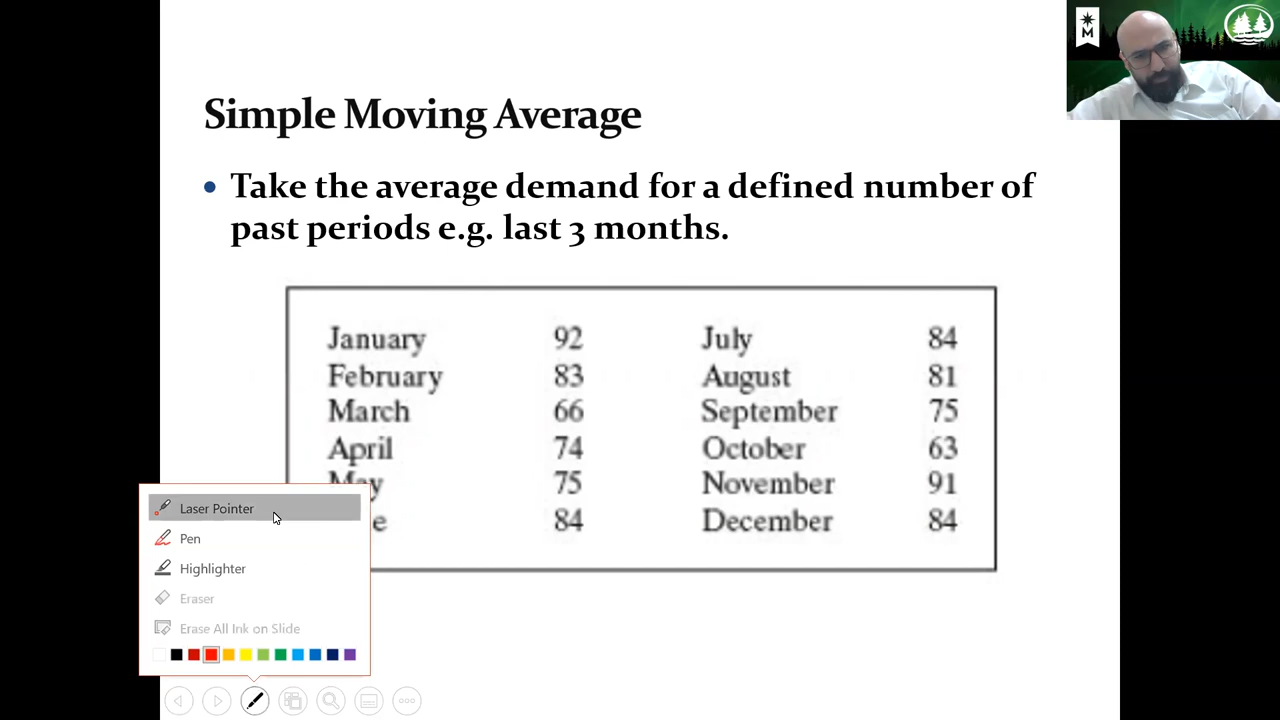 M
Simple Moving Average
• Take the average demand for a defined number of
past periods e.g. last 3 months.
January 92 July 84
February 83 August 81
March 66 September 75
April 74 October 63
May 75 November 91
e 84 December 84
Laser Pointer
Pen
Highlighter
Eraser
Erase All Ink on Slide